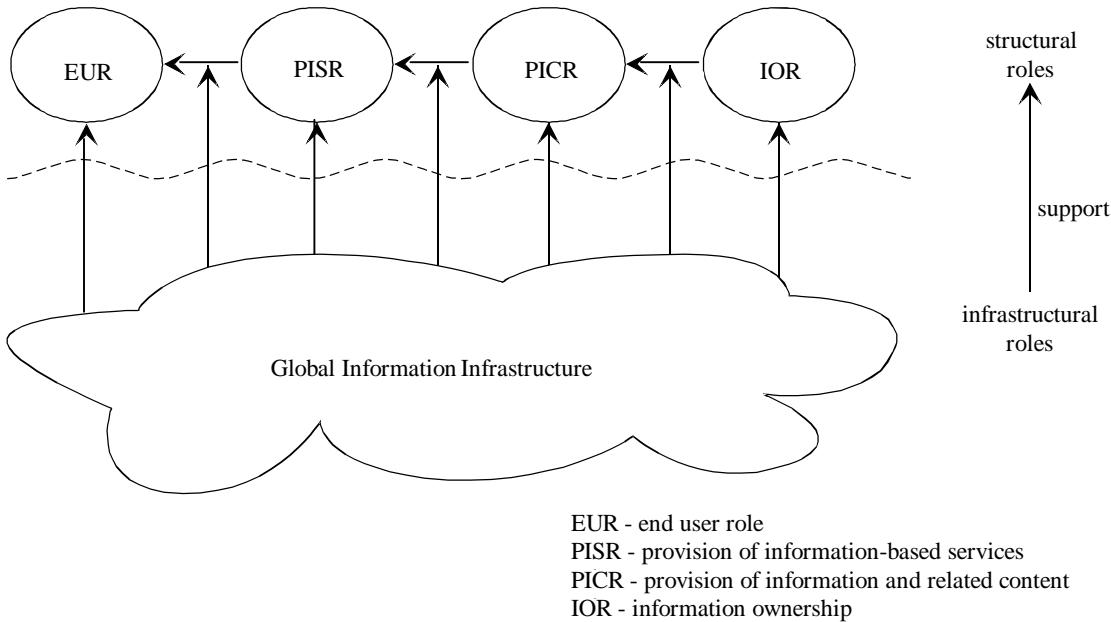 EUR
PISR
PICR
IOR
structural
roles
support
infrastructural
roles
Global Information Infrastructure
EUR - end user role
PISR - provision of information-based services
PICR - provision of information and related content
IOR - information ownership